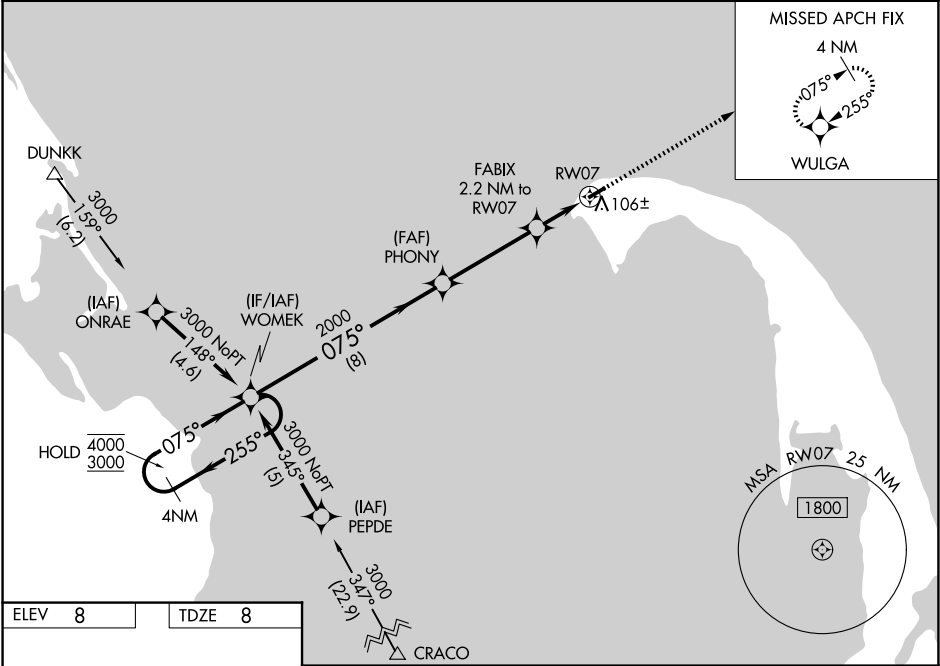 MISSED APCH FIX
4 NM
075°
255°
WULGA
DUNKK
3000
159°
(6.2)
FABIX
2.2 NM to
RW07
RW07
106±
(FAF)
PHONY
(IAF)
ONRAE
(IF/IAF)
WOMEK
3000 NoPT
148°
(4.6)
2000
075°
(8)
HOLD
4000
3000
075°
255°
4NM
3000 NoPT
345°
(5)
(IAF)
PEPDE
3000
347°
(22.9)
CRACO
MSA RW07 25 NM
1800
ELEV 8
TDZE 8